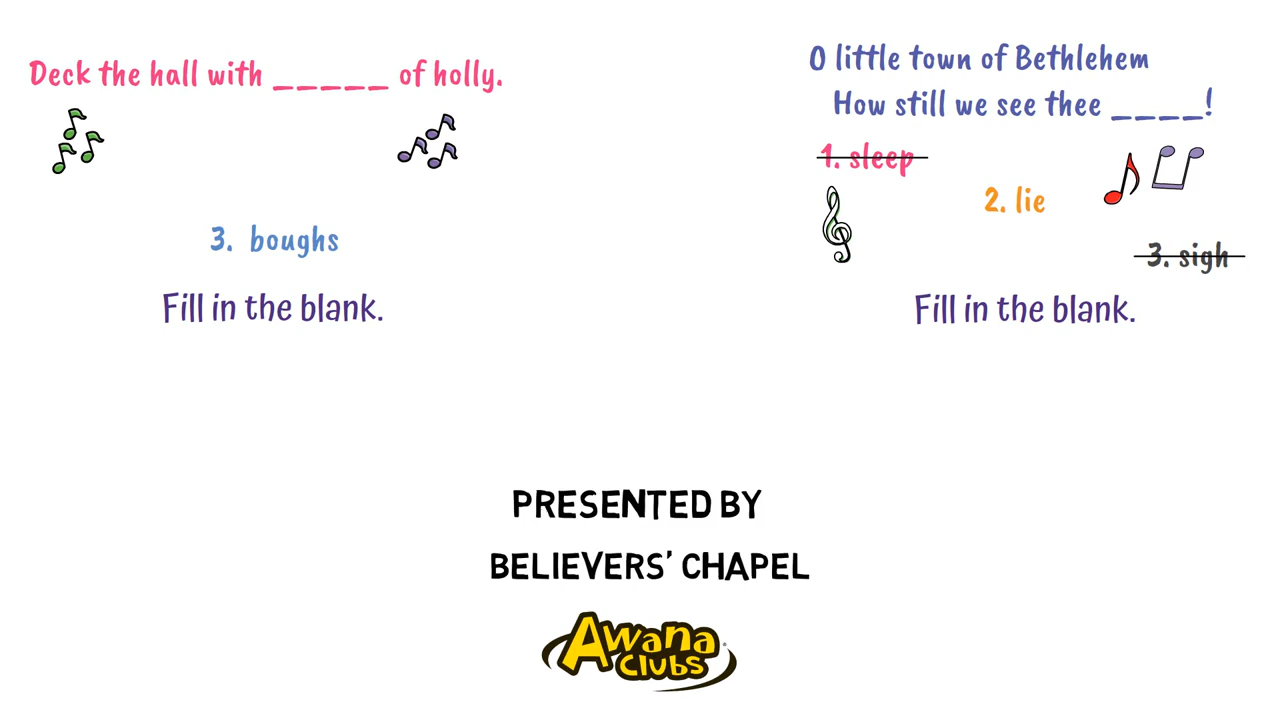 Deck the hall with _____ of holly.
3. boughs
Fill in the blank.
O little town of Bethlehem
How still we see thee ____!
1. sleep
2. lie
3. sigh
Fill in the blank.
PRESENTED BY
BELIEVERS' CHAPEL
Awana
Clubs